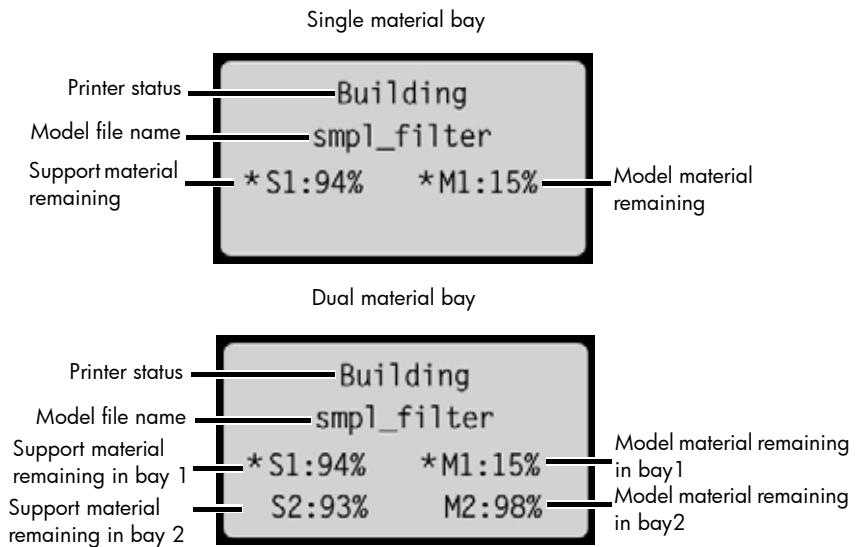 Single material bay
Printer status
Building
Model file name
smpl_filter
Support material
remaining
*S1:94% *M1:15%
Model material
remaining
Dual material bay
Printer status
Building
Model file name
smpl_filter
Support material
remaining in bay 1
*S1:94% *M1:15%
Model material remaining
in bay1
Support material
remaining in bay 2
S2:93% M2:98%
Model material remaining
in bay2